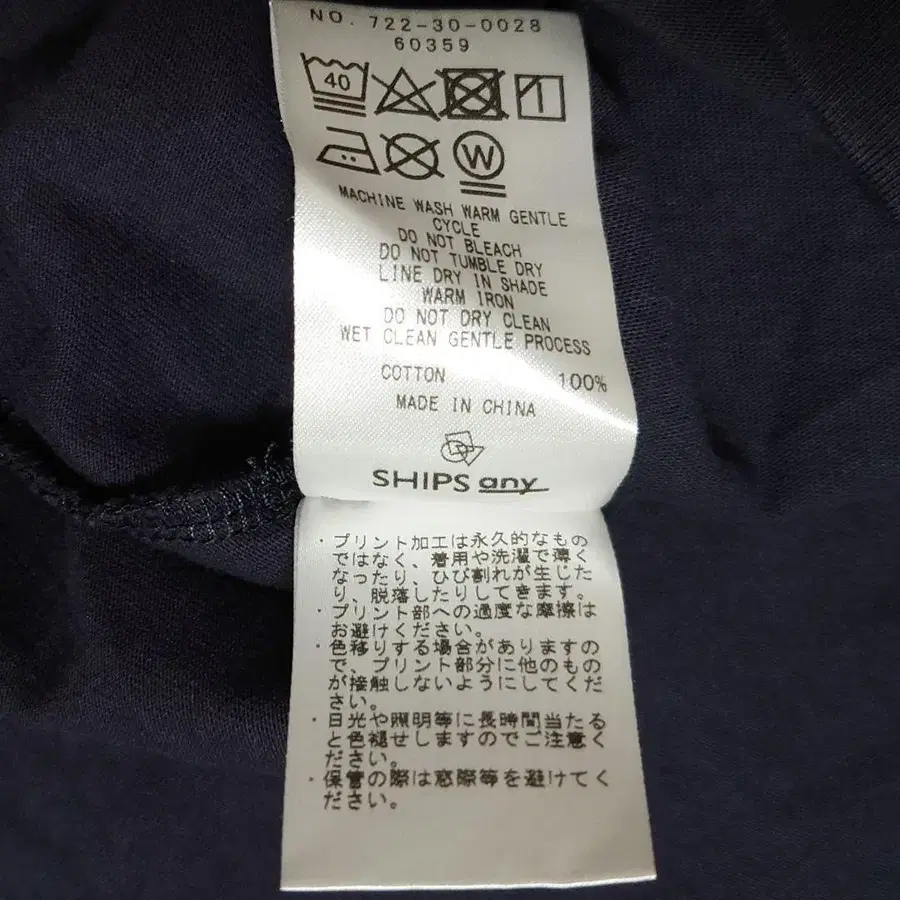 NO. 722-30-0028
60359
40
W
MACHINE WASH WARM GENTLE
CYCLE
DO NOT BLEACH
DO NOT TUMBLE DRY
LINE DRY IN SHADE
WARM IRON
DO NOT DRY CLEAN
WET CLEAN GENTLE PROCESS
COTTON 100%
MADE IN CHINA
SHIPS any
・プリント加工は永久的なもの
ではなく、着用や洗濯で薄く
なったり、ひび割れが生じた
り、脱落したりしてきます。
・プリント部への過度な摩擦は
お避けください。
・色移りする場合がありますの
で、プリント部分に他のもの
が接触しないようにしてくだ
さい。
・日光や照明等に長時間当たる
と色褪せしますのでご注意く
ださい。
・保管の際は窓際等を避けてく
ださい。